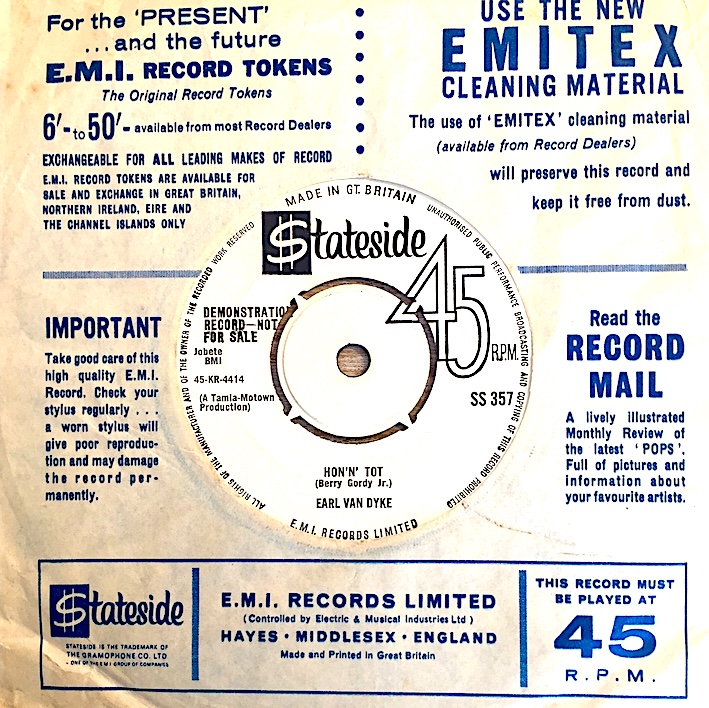 For the 'PRESENT'
...and the future
E.M.I. RECORD TOKENS
The Original Record Tokens
6/- to 50/- available from most Record Dealers
EXCHANGEABLE FOR ALL LEADING MAKES OF RECORD
E.M.I. RECORD TOKENS ARE AVAILABLE FOR
SALE AND EXCHANGE IN GREAT BRITAIN,
NORTHERN IRELAND, EIRE AND
THE CHANNEL ISLANDS ONLY
USE THE NEW
EMITEX
CLEANING MATERIAL
The use of 'EMITEX' cleaning material
(available from Record Dealers)
will preserve this record and
keep it free from dust.
IMPORTANT
Take good care of this
high quality E.M.I.
Record. Check your
stylus regularly ...
a worn stylus will
give poor reproduc-
tion and may damage
the record per-
manently.
MADE IN GT. BRITAIN
UNAUTHORISED PUBLIC PERFORMANCE BROADCASTING AND COPYING OF THIS RECORD PROHIBITED
ALL RIGHTS OF THE MANUFACTURER AND OF THE OWNER OF THE RECORDED WORK RESERVED
$tateside
45
R.P.M.
DEMONSTRATION
RECORD—NOT
FOR SALE
Jobete
BMI
45-KR-4414
(A Tamla-Motown
Production)
SS 357
HON'N' TOT
(Berry Gordy Jr.)
EARL VAN DYKE
E.M.I. RECORDS LIMITED
Read the
RECORD
MAIL
A lively illustrated
Monthly Review of
the latest 'POPS'.
Full of pictures and
information about
your favourite artists.
$tateside
STATESIDE IS THE TRADEMARK OF
THE GRAMOPHONE CO. LTD
- ONE OF THE E M I GROUP OF COMPANIES
E.M.I. RECORDS LIMITED
(Controlled by Electric & Musical Industries Ltd)
HAYES • MIDDLESEX • ENGLAND
Made and Printed in Great Britain
THIS RECORD MUST
BE PLAYED AT
45
R.P.M.